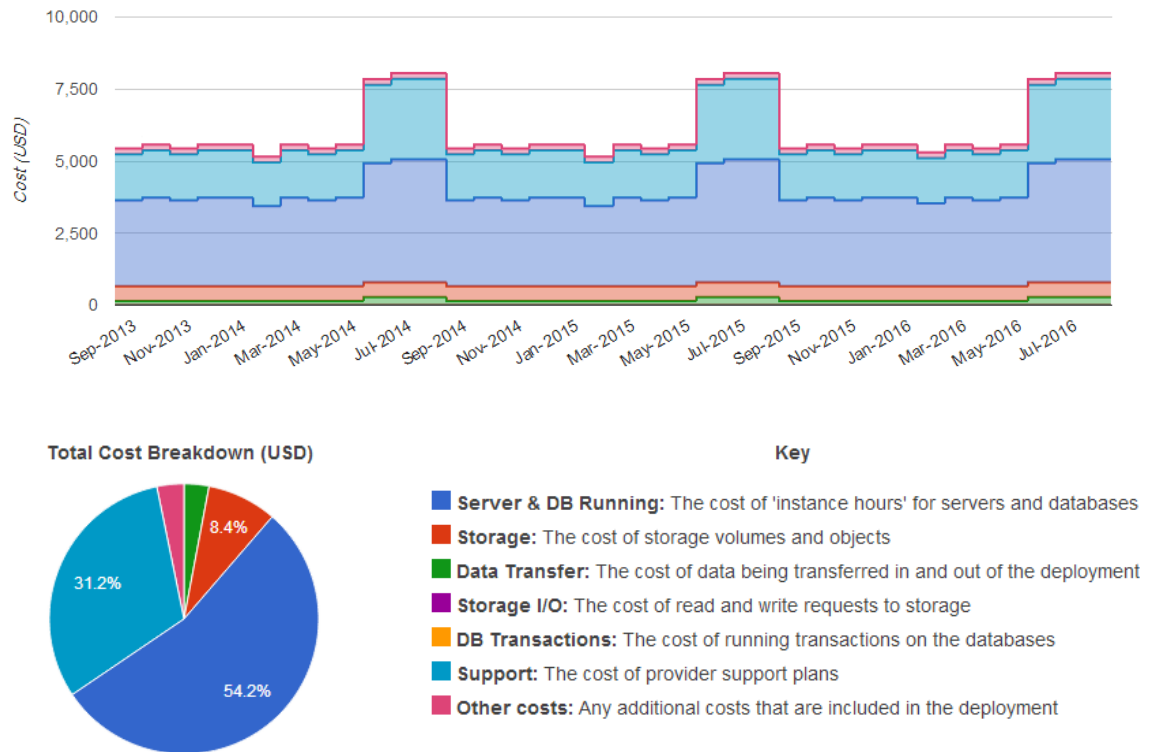 10,000
7,500
5,000
2,500
0
Cost (USD)
Sep-2013
Nov-2013
Jan-2014
Mar-2014
May-2014
Jul-2014
Sep-2014
Nov-2014
Jan-2015
Mar-2015
May-2015
Jul-2015
Sep-2015
Nov-2015
Jan-2016
Mar-2016
May-2016
Jul-2016
Total Cost Breakdown (USD)
8.4%
31.2%
54.2%
Key
Server & DB Running: The cost of 'instance hours' for servers and databases
Storage: The cost of storage volumes and objects
Data Transfer: The cost of data being transferred in and out of the deployment
Storage I/O: The cost of read and write requests to storage
DB Transactions: The cost of running transactions on the databases
Support: The cost of provider support plans
Other costs: Any additional costs that are included in the deployment